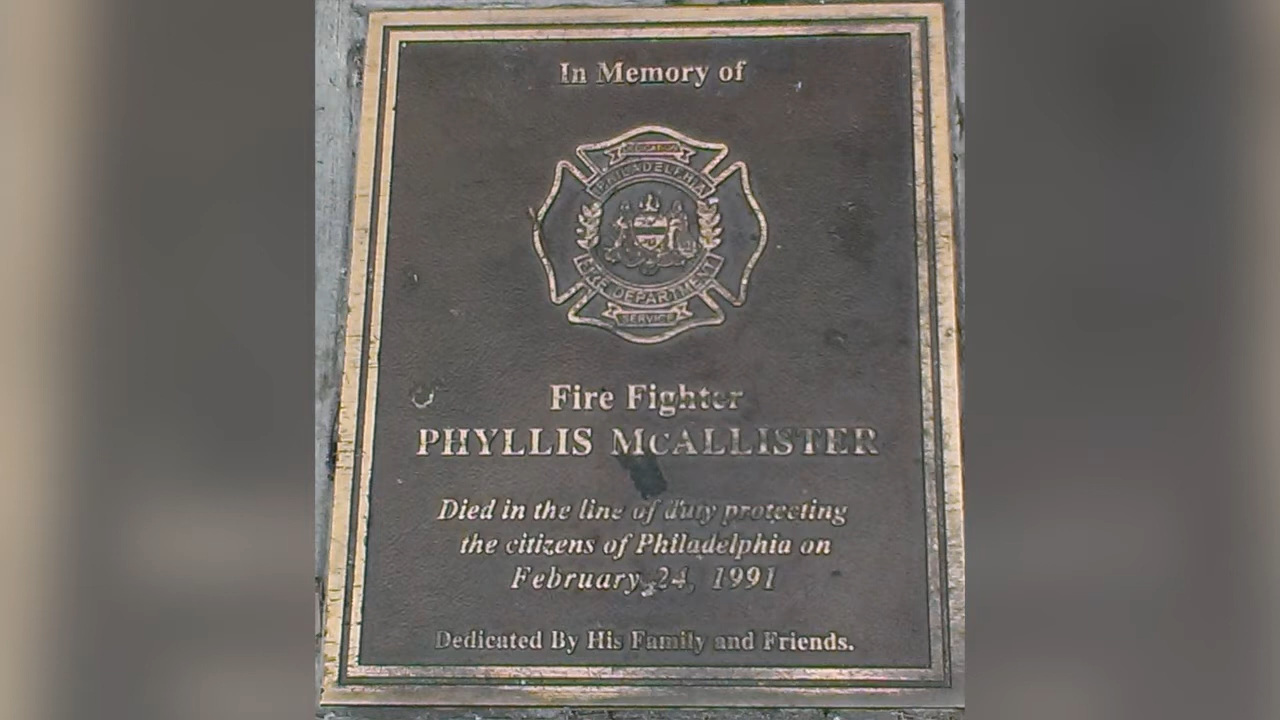 In Memory of
PHILADELPHIA
FIRE DEPARTMENT
SERVICE
Fire Fighter
PHYLLIS McALLISTER
Died in the line of duty protecting
the citizens of Philadelphia on
February 24, 1991
Dedicated By His Family and Friends.